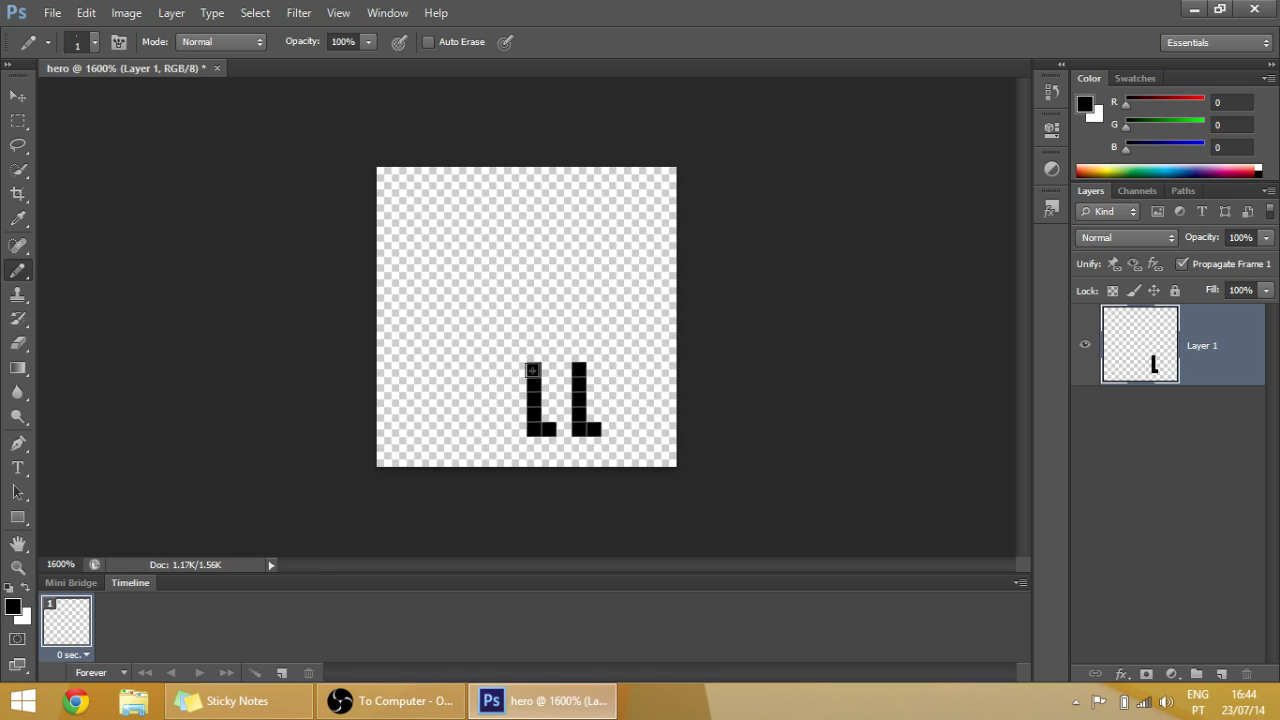 Ps File Edit Image Layer Type Select Filter View Window Help
1 Mode: Normal Opacity: 100% Auto Erase Essentials
hero @ 1600% (Layer 1, RGB/8) * ×
Color Swatches
R 0
G 0
B 0
Layers Channels Paths
Kind
Normal Opacity: 100%
Unify: Propagate Frame 1
Lock: Fill: 100%
Layer 1
1600% Doc: 1.17K/1.56K
Mini Bridge Timeline
1
0 sec.
Forever
Sticky Notes To Computer - O... Ps hero @ 1600% (La... ENG 16:44
PT 23/07/14